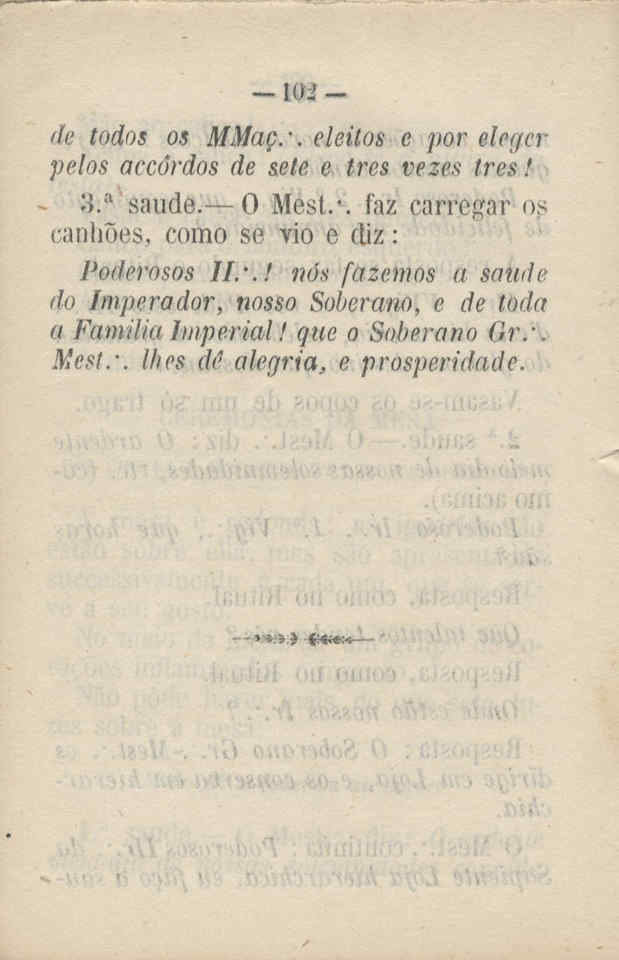 — 102 —
de todos os MMaç.·. eleitos e por eleger
pelos accôrdos de sete e tres vezes tres!
3.ª saude.— O Mest.·. faz carregar os
canhões, como se vio e diz:
Poderosos II.·.! nós fazemos a saude
do Imperador, nosso Soberano, e de toda
a Familia Imperial! que o Soberano Gr.·.
Mest.·. lhes dê alegria, e prosperidade.